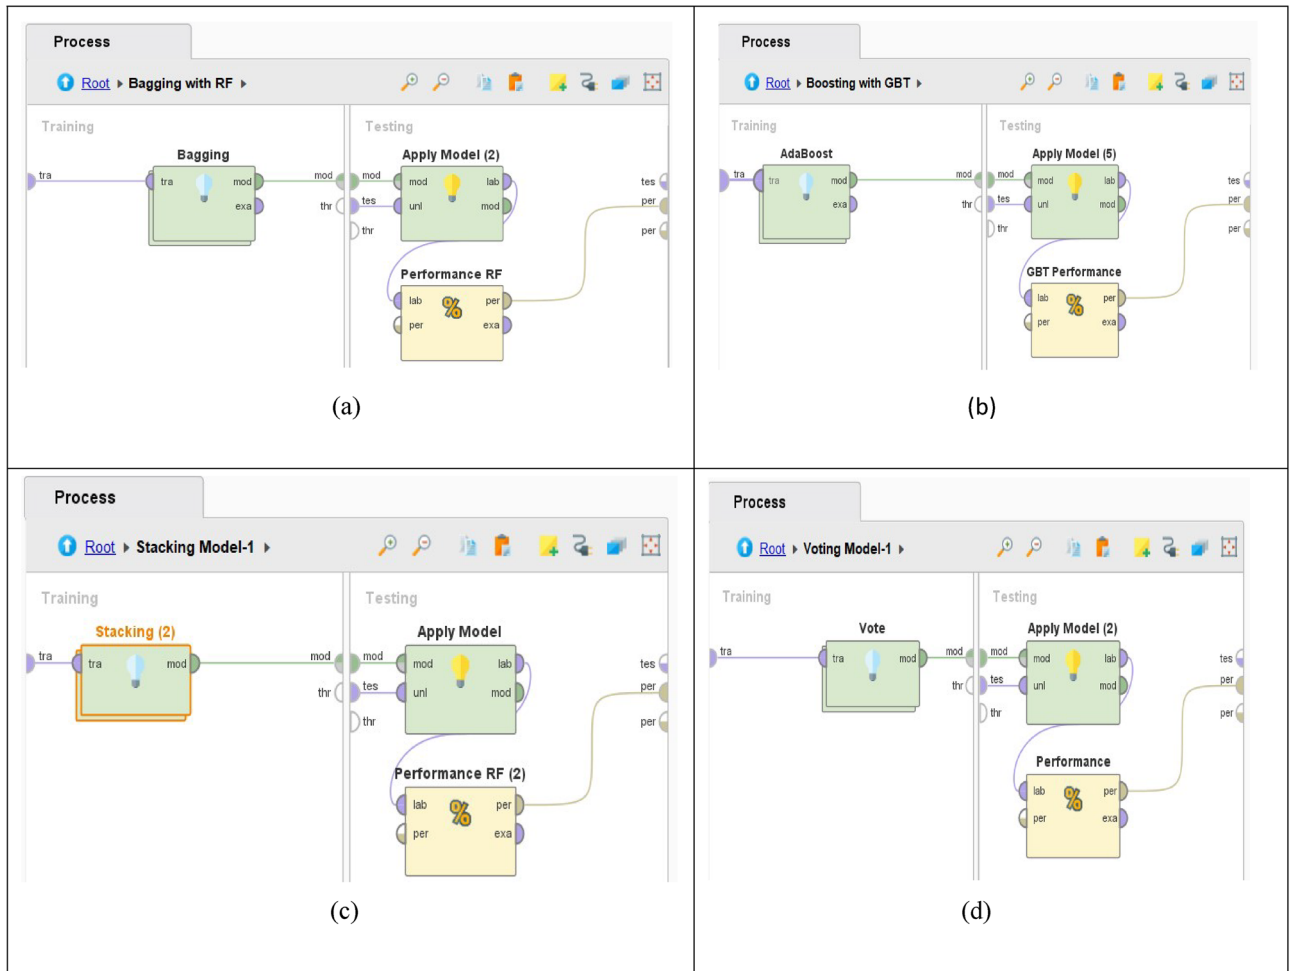 Process
Root ▸ Bagging with RF ▸
Training
Testing
Bagging
Apply Model (2)
tra
tra
mod
exa
mod
thr
mod
tes
thr
mod
unl
lab
mod
tes
per
per
Performance RF
lab
per
per
exa
(a)
Process
Root ▸ Boosting with GBT ▸
Training
Testing
AdaBoost
Apply Model (5)
tra
tra
mod
exa
mod
thr
mod
tes
thr
mod
unl
lab
mod
tes
per
per
GBT Performance
lab
per
per
exa
(b)
Process
Root ▸ Stacking Model-1 ▸
Training
Testing
Stacking (2)
Apply Model
tra
tra
mod
mod
thr
mod
tes
thr
mod
unl
lab
mod
tes
per
per
Performance RF (2)
lab
per
per
exa
(c)
Process
Root ▸ Voting Model-1 ▸
Training
Testing
Vote
Apply Model (2)
tra
tra
mod
mod
thr
mod
tes
thr
mod
unl
lab
mod
tes
per
per
Performance
lab
per
per
exa
(d)